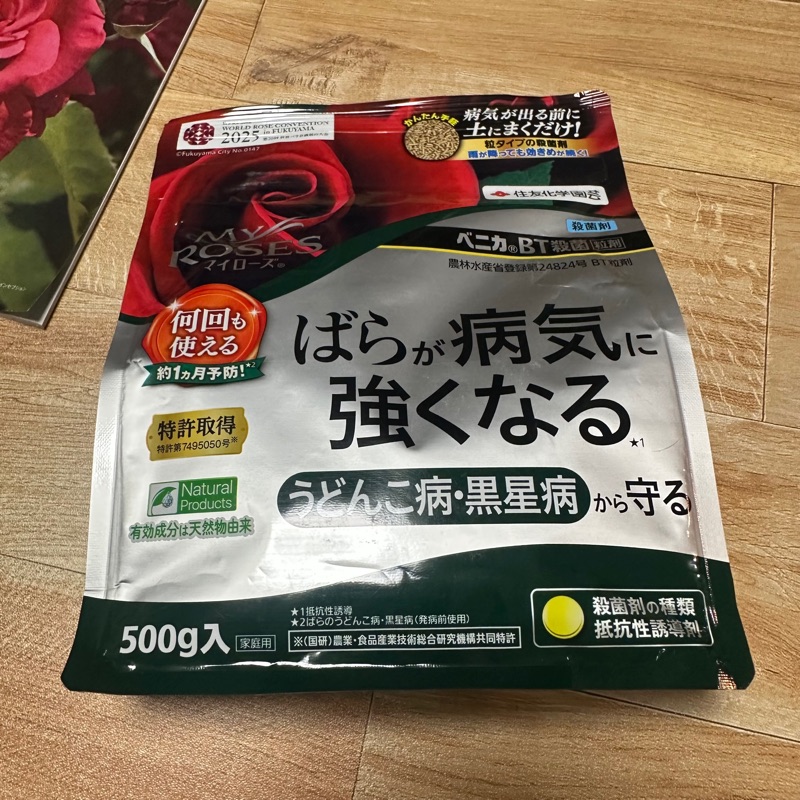 WORLD ROSE CONVENTION
2025 in FUKUYAMA
©Fukuyama City No 0147
かんたん予防
病気が出る前に
土にまくだけ!
粒タイプの殺菌剤
雨が降っても効きめが続く!
住友化学園芸
殺菌剤
MY ROSES
マイローズ®
ベニカ®BT殺菌粒剤
農林水産省登録第24824号 BT粒剤
何回も
使える
約1ヵ月予防!★2
ばらが病気に
強くなる★1
特許取得
特許第7495050号※
Natural
Products
有効成分は天然物由来
うどんこ病・黒星病から守る
★1抵抗性誘導
★2ばらのうどんこ病・黒星病(発病前使用)
※(国研)農業・食品産業技術総合研究機構共同特許
500g入 家庭用
殺菌剤の種類
抵抗性誘導剤